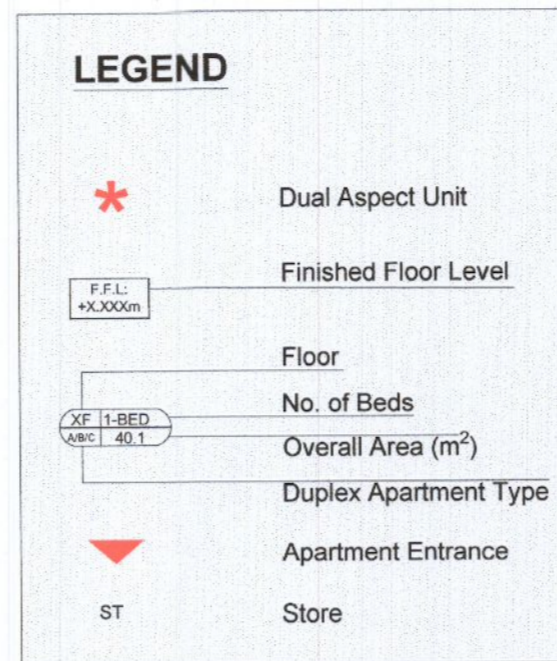 LEGEND
* Dual Aspect Unit
Finished Floor Level
F.F.L:
+X.XXXm
Floor
No. of Beds
XF 1-BED
A/B/C 40.1
Overall Area (m²)
Duplex Apartment Type
Apartment Entrance
ST Store